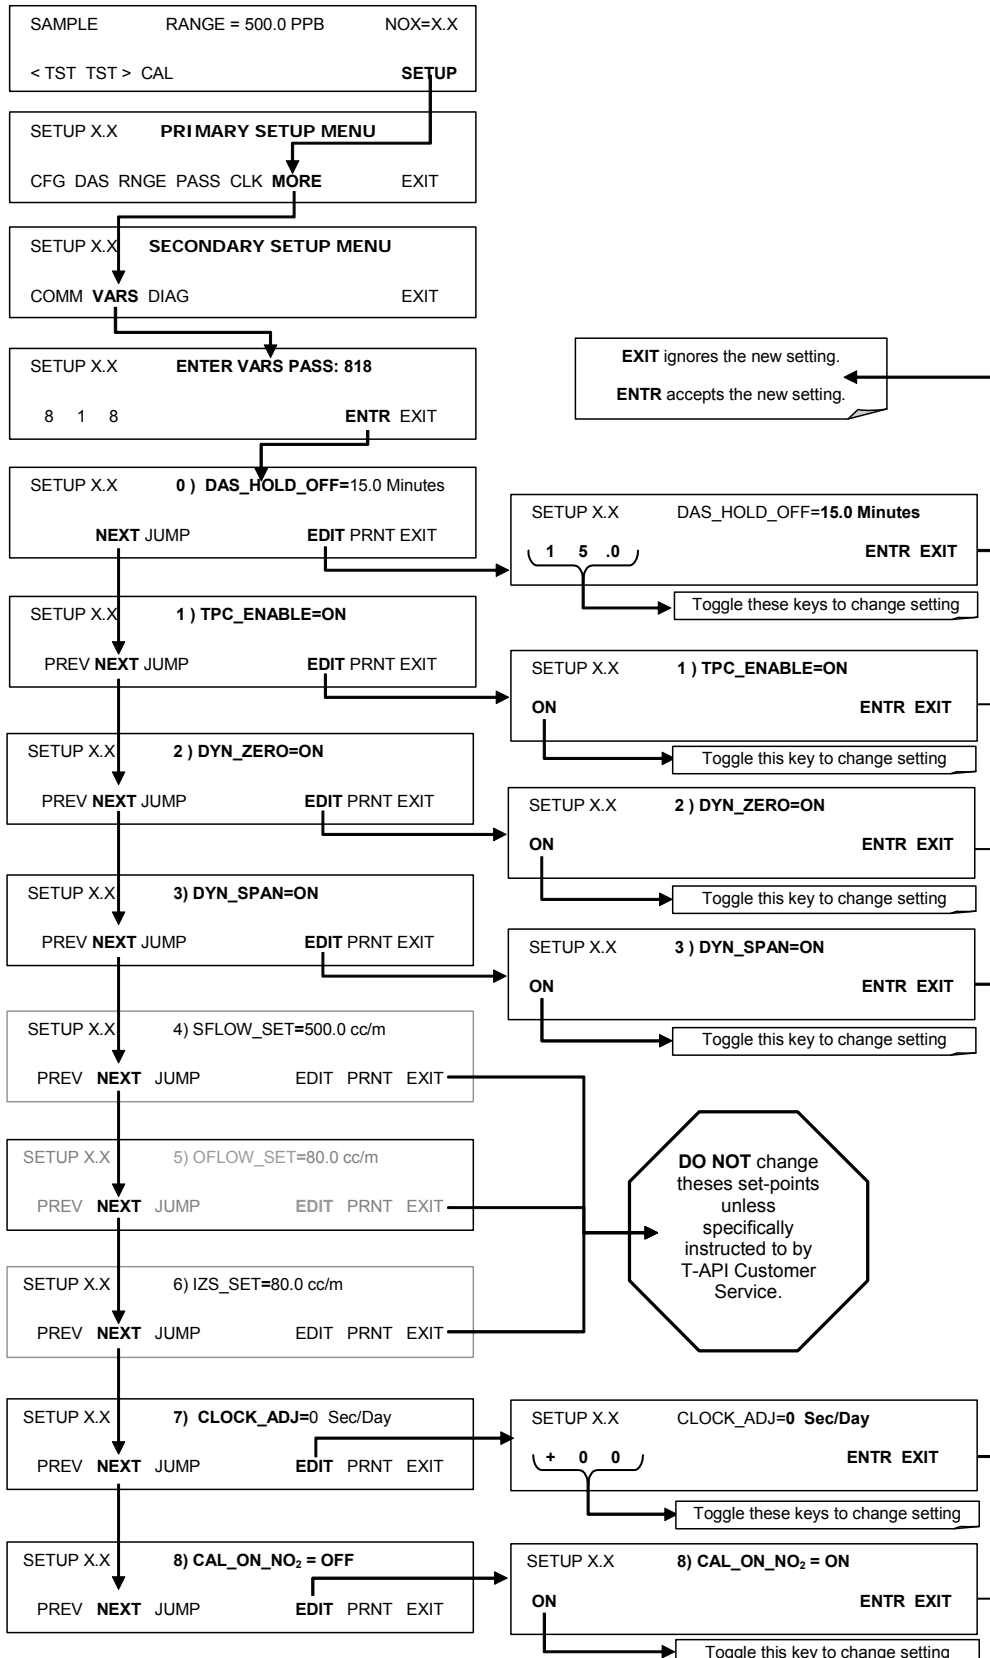 SAMPLE RANGE = 500.0 PPB NOX=X.X
< TST TST > CAL SETUP
SETUP X.X PRIMARY SETUP MENU
CFG DAS RNGE PASS CLK MORE EXIT
SETUP X.X SECONDARY SETUP MENU
COMM VARS DIAG EXIT
SETUP X.X ENTER VARS PASS: 818
8 1 8 ENTR EXIT
EXIT ignores the new setting.
ENTR accepts the new setting.
SETUP X.X 0 ) DAS_HOLD_OFF=15.0 Minutes
NEXT JUMP EDIT PRNT EXIT
SETUP X.X DAS_HOLD_OFF=15.0 Minutes
1 5 .0 ENTR EXIT
Toggle these keys to change setting
SETUP X.X 1 ) TPC_ENABLE=ON
PREV NEXT JUMP EDIT PRNT EXIT
SETUP X.X 1 ) TPC_ENABLE=ON
ON ENTR EXIT
Toggle this key to change setting
SETUP X.X 2 ) DYN_ZERO=ON
PREV NEXT JUMP EDIT PRNT EXIT
SETUP X.X 2 ) DYN_ZERO=ON
ON ENTR EXIT
Toggle this key to change setting
SETUP X.X 3) DYN_SPAN=ON
PREV NEXT JUMP EDIT PRNT EXIT
SETUP X.X 3 ) DYN_SPAN=ON
ON ENTR EXIT
Toggle this key to change setting
SETUP X.X 4) SFLOW_SET=500.0 cc/m
PREV NEXT JUMP EDIT PRNT EXIT
SETUP X.X 5) OFLOW_SET=80.0 cc/m
PREV NEXT JUMP EDIT PRNT EXIT
SETUP X.X 6) IZS_SET=80.0 cc/m
PREV NEXT JUMP EDIT PRNT EXIT
DO NOT change
theses set-points
unless
specifically
instructed to by
T-API Customer
Service.
SETUP X.X 7) CLOCK_ADJ=0 Sec/Day
PREV NEXT JUMP EDIT PRNT EXIT
SETUP X.X CLOCK_ADJ=0 Sec/Day
+ 0 0 ENTR EXIT
Toggle these keys to change setting
SETUP X.X 8) CAL_ON_NO₂ = OFF
PREV NEXT JUMP EDIT PRNT EXIT
SETUP X.X 8) CAL_ON_NO₂ = ON
ON ENTR EXIT
Toggle this key to change setting